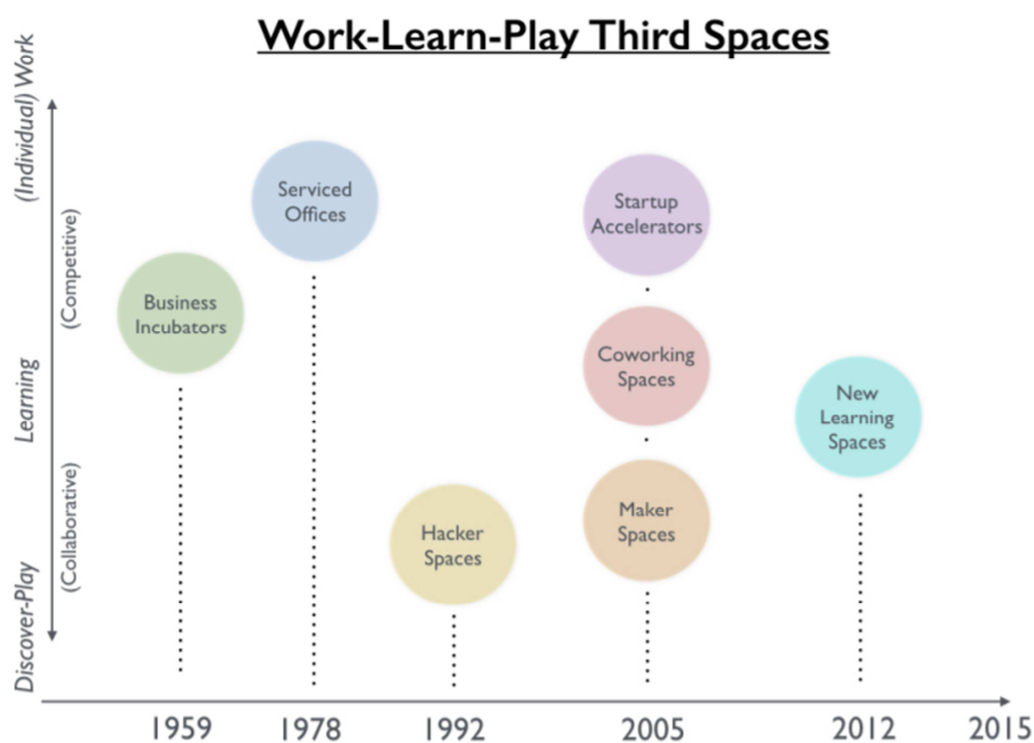 Work-Learn-Play Third Spaces
(Individual) Work
(Competitive)
Learning
(Collaborative)
Discover-Play
Serviced
Offices
Startup
Accelerators
Business
Incubators
Coworking
Spaces
New
Learning
Spaces
Hacker
Spaces
Maker
Spaces
1959 1978 1992 2005 2012 2015